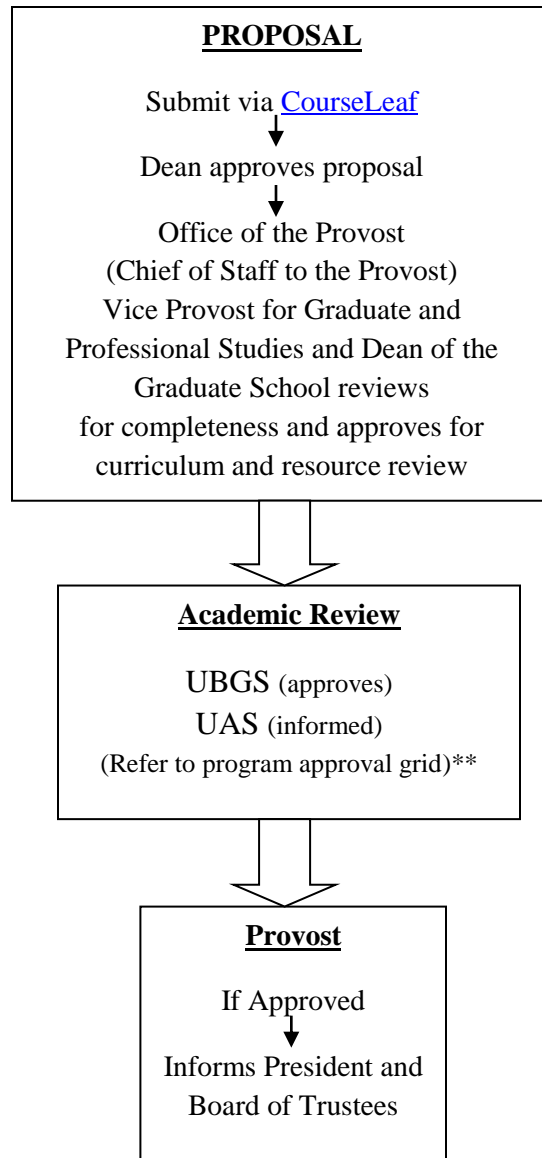 PROPOSAL
Submit via CourseLeaf
Dean approves proposal
Office of the Provost
(Chief of Staff to the Provost)
Vice Provost for Graduate and
Professional Studies and Dean of the
Graduate School reviews
for completeness and approves for
curriculum and resource review
Academic Review
UBGS (approves)
UAS (informed)
(Refer to program approval grid)**
Provost
If Approved
Informs President and
Board of Trustees